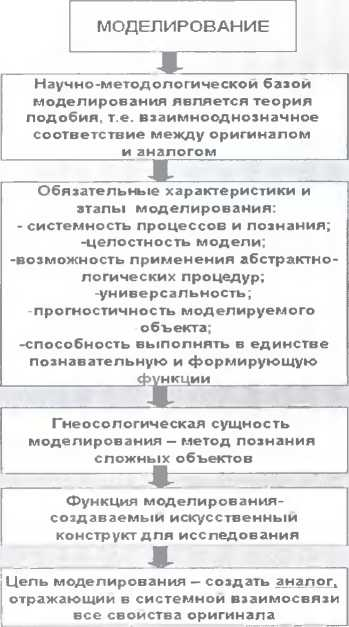 МОДЕЛИРОВАНИЕ
Научно-методологической базой
моделирования является теория
подобия, т.е. взаимнооднозначное
соответствие между оригиналом
и аналогом
Обязательные характеристики и
этапы моделирования:
- системность процессов и познания;
-целостность модели;
-возможность применения абстрактно-
логических процедур;
-универсальность;
-прогностичность моделируемого
объекта;
-способность выполнять в единстве
познавательную и формирующую
функции
Гнеосологическая сущность
моделирования – метод познания
сложных объектов
Функция моделирования-
создаваемый искусственный
конструкт для исследования
Цель моделирования – создать аналог,
отражающий в системной взаимосвязи
все свойства оригинала